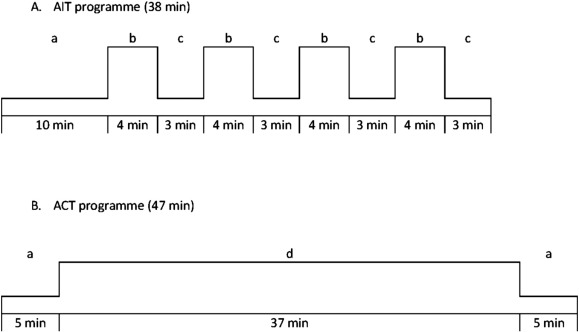 A. AIT programme (38 min)
a b c b c b c b c
10 min 4 min 3 min 4 min 3 min 4 min 3 min 4 min 3 min
B. ACT programme (47 min)
a d a
5 min 37 min 5 min